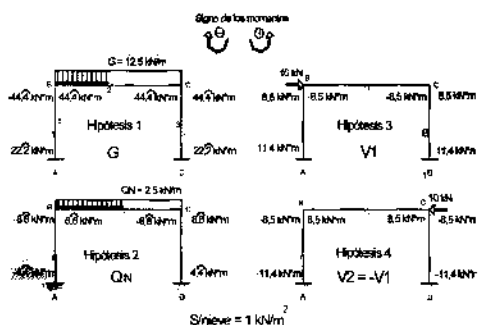 Signo de los momentos
G = 12.5 kN/m
B C
-44,4 kN*m 44,4 kN*m -44,4 kN*m 44,4 kN*m
Hipótesis 1
G
22,2 kN*m
A
10 kN
B C
8,5 kN*m -8,5 kN*m -8,5 kN*m 8,5 kN*m
Hipótesis 3
V1
-11,4 kN*m
A
QN = 2.5 kN/m
-8,8 kN*m 8,8 kN*m -8,8 kN*m 8,8 kN*m
Hipótesis 2
QN
4,4 kN*m
A
10 kN
-8,5 kN*m 8,5 kN*m 8,5 kN*m -8,5 kN*m
Hipótesis 4
V2 = -V1
-11,4 kN*m -11,4 kN*m
A
S/nieve = 1 kN/m²